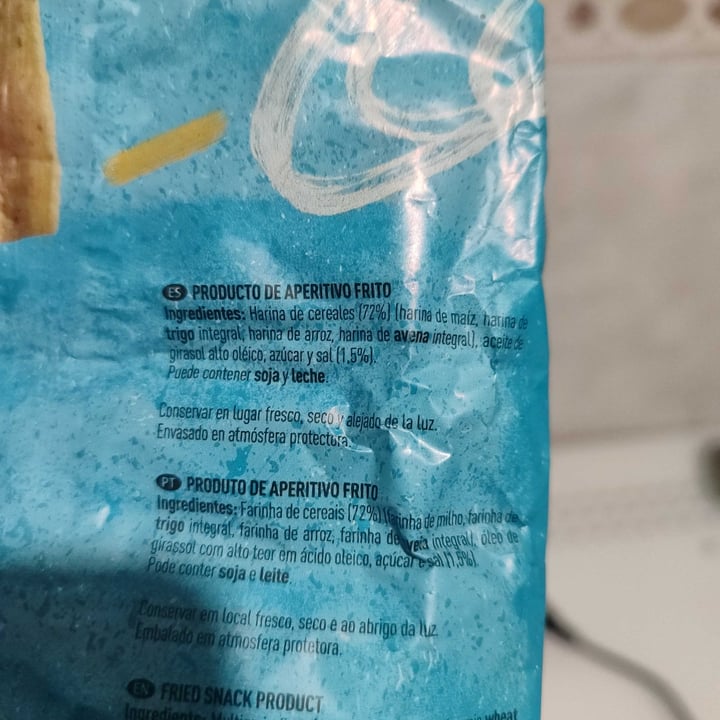 ES PRODUCTO DE APERITIVO FRITO
Ingredientes: Harina de cereales (72%) (harina de maíz, harina de
trigo integral, harina de arroz, harina de avena integral), aceite de
girasol alto oléico, azúcar y sal (1,5%).
Puede contener soja y leche.
Conservar en lugar fresco, seco y alejado de la luz.
Envasado en atmósfera protectora.
PT PRODUTO DE APERITIVO FRITO
Ingredientes: Farinha de cereais (72%) (farinha de milho, farinha de
trigo integral, farinha de arroz, farinha de aveia integral), óleo de
girassol com alto teor em ácido oleico, açúcar e sal (1,5%).
Pode conter soja e leite.
Conservar em local fresco, seco e ao abrigo da luz.
Embalado em atmosfera protetora.
EN FRIED SNACK PRODUCT
Ingredients: wheat